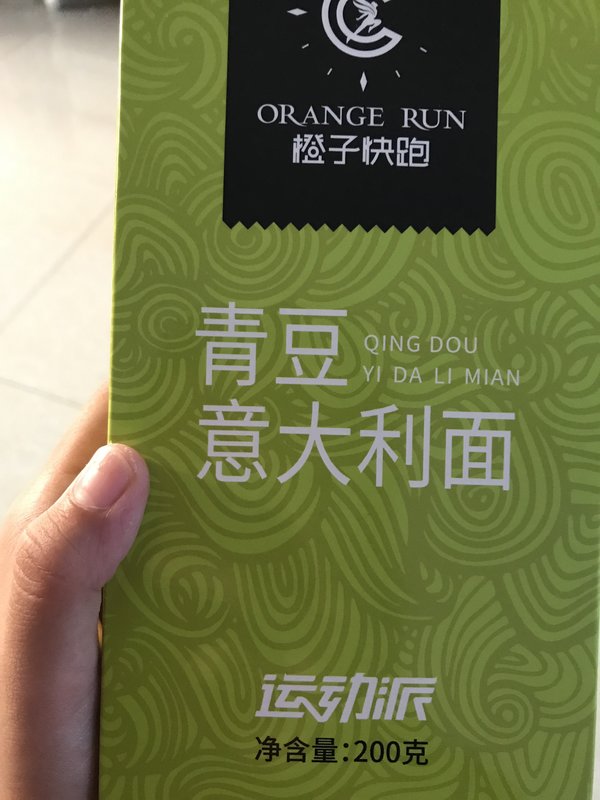 ORANGE RUN
橙子快跑
青豆
QING DOU
YI DA LI MIAN
意大利面
运动派
净含量:200克